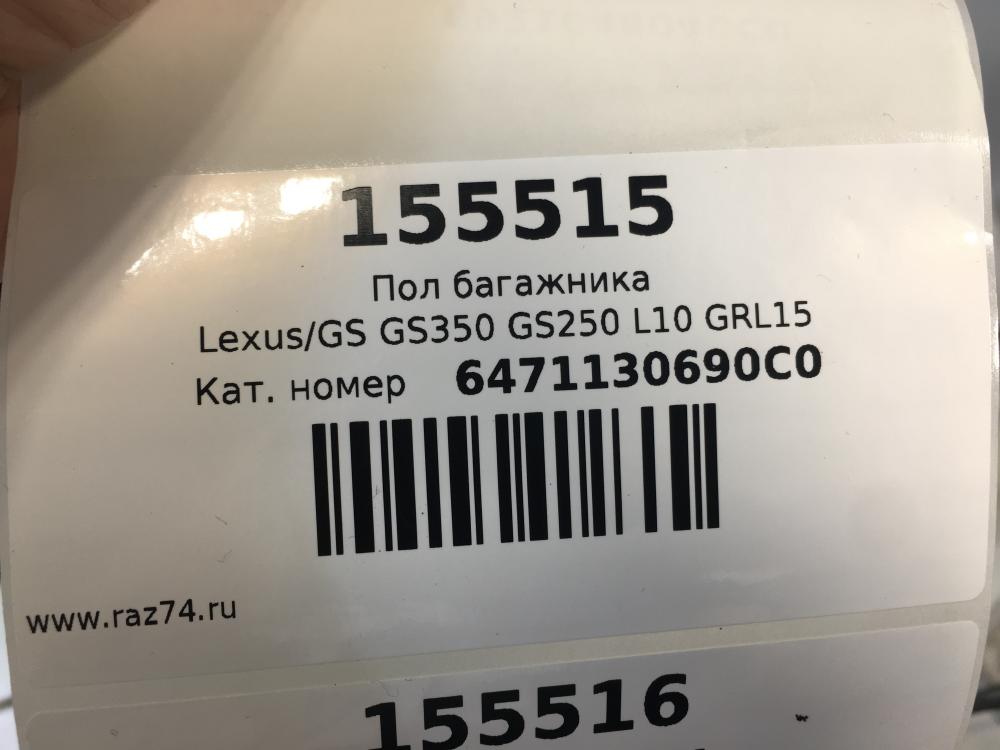 155515
Пол багажника
Lexus/GS GS350 GS250 L10 GRL15
Кат. номер 6471130690C0
www.raz74.ru
155516